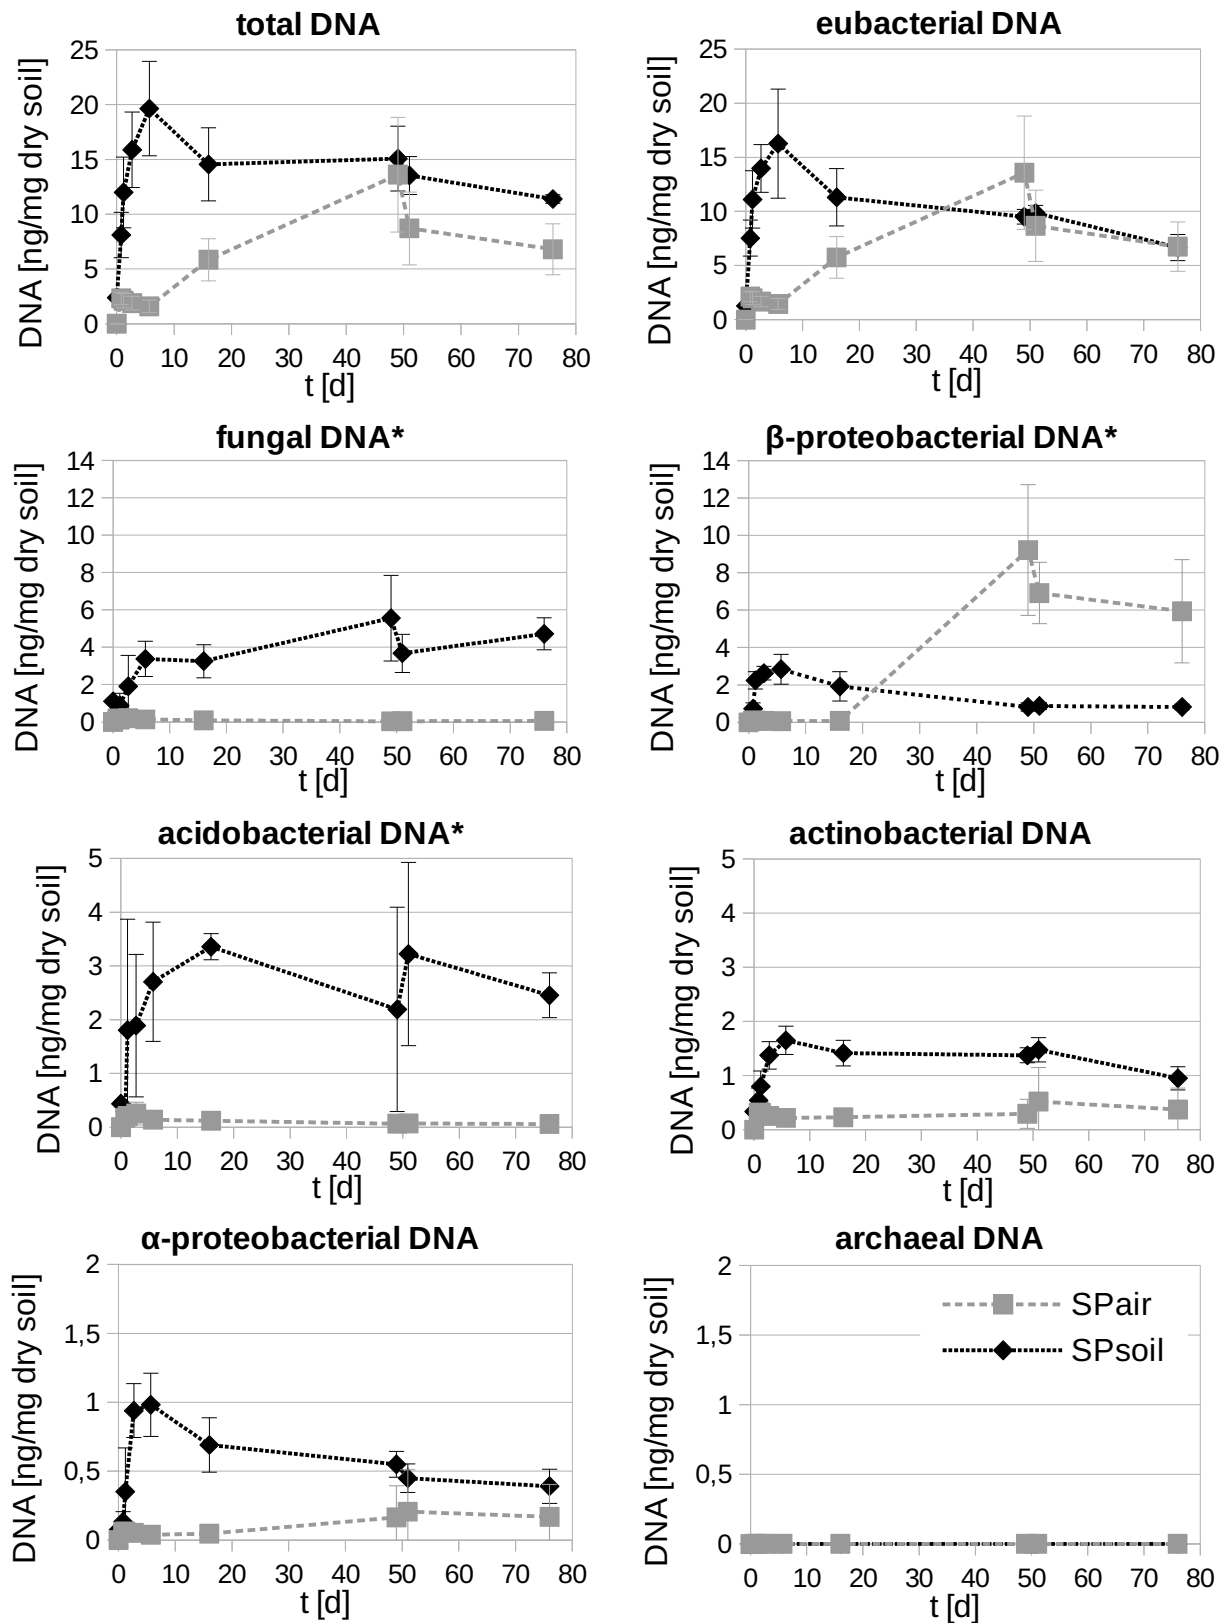 total DNA
DNA [ng/mg dry soil]
25
20
15
10
5
0
0 10 20 30 40 50 60 70 80
t [d]
eubacterial DNA
DNA [ng/mg dry soil]
25
20
15
10
5
0
0 10 20 30 40 50 60 70 80
t [d]
fungal DNA*
DNA [ng/mg dry soil]
14
12
10
8
6
4
2
0
0 10 20 30 40 50 60 70 80
t [d]
β-proteobacterial DNA*
DNA [ng/mg dry soil]
14
12
10
8
6
4
2
0
0 10 20 30 40 50 60 70 80
t [d]
acidobacterial DNA*
DNA [ng/mg dry soil]
5
4
3
2
1
0
0 10 20 30 40 50 60 70 80
t [d]
actinobacterial DNA
DNA [ng/mg dry soil]
5
4
3
2
1
0
0 10 20 30 40 50 60 70 80
t [d]
α-proteobacterial DNA
DNA [ng/mg dry soil]
2
1,5
1
0,5
0
0 10 20 30 40 50 60 70 80
t [d]
archaeal DNA
DNA [ng/mg dry soil]
2
1,5
1
0,5
0
SPair
SPsoil
0 10 20 30 40 50 60 70 80
t [d]